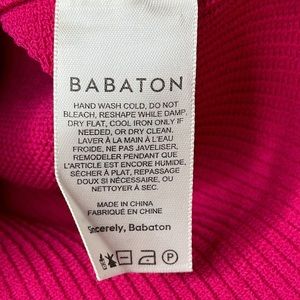 BABATON
HAND WASH COLD, DO NOT
BLEACH, RESHAPE WHILE DAMP,
DRY FLAT, COOL IRON ONLY IF
NEEDED, OR DRY CLEAN.
LAVER À LA MAIN À L'EAU
FROIDE, NE PAS JAVELISER,
REMODELER PENDANT QUE
L'ARTICLE EST ENCORE HUMIDE,
SÉCHER À PLAT, REPASSAGE
DOUX SI NÉCESSAIRE, OU
NETTOYER À SEC.
MADE IN CHINA
FABRIQUÉ EN CHINE
Sincerely, Babaton
P